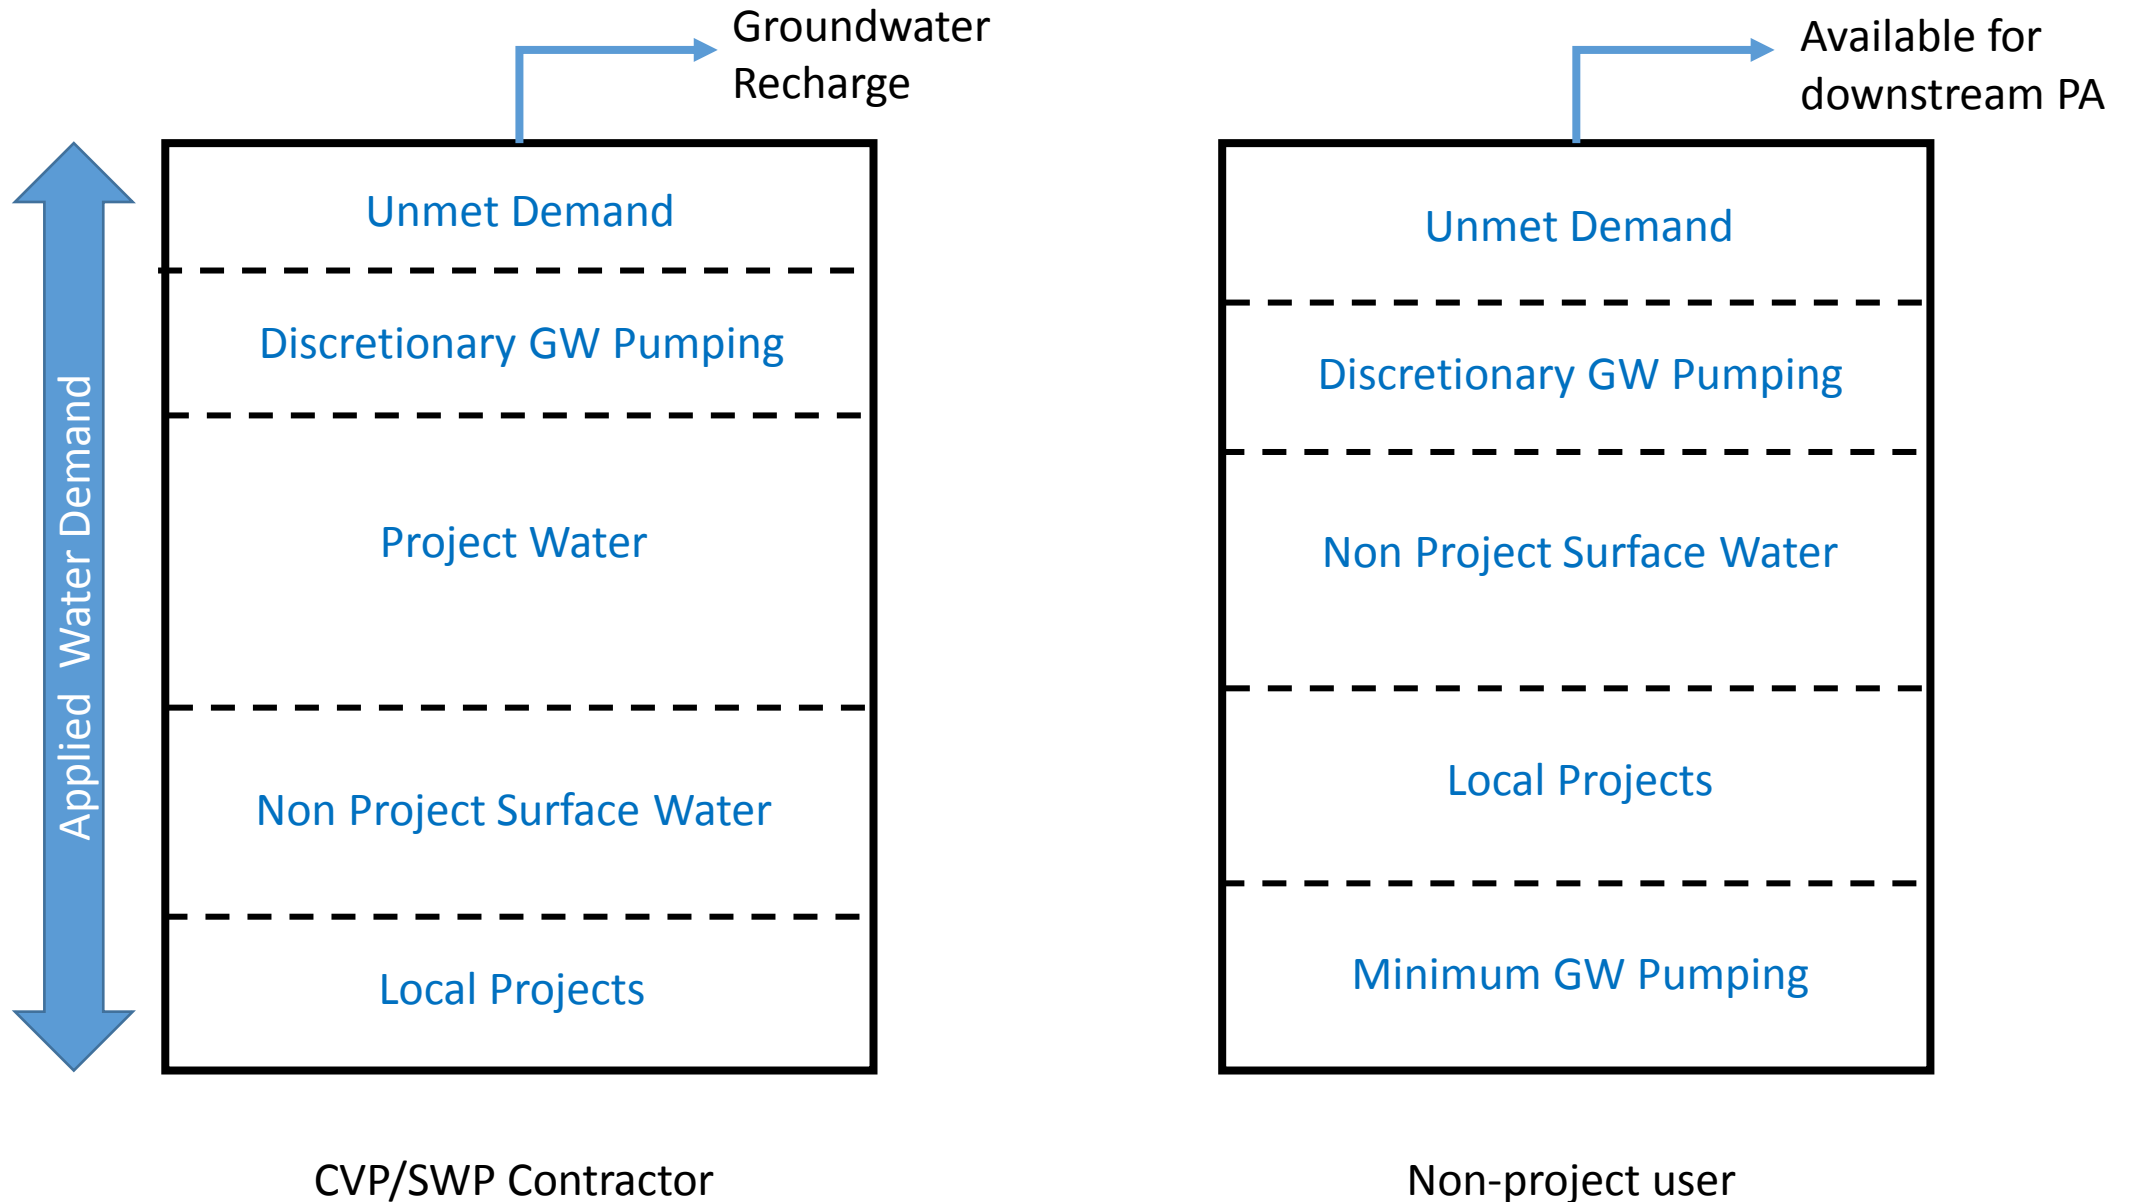 Groundwater
Recharge
Available for
downstream PA
Applied Water Demand
Unmet Demand
Discretionary GW Pumping
Project Water
Non Project Surface Water
Local Projects
CVP/SWP Contractor
Unmet Demand
Discretionary GW Pumping
Non Project Surface Water
Local Projects
Minimum GW Pumping
Non-project user